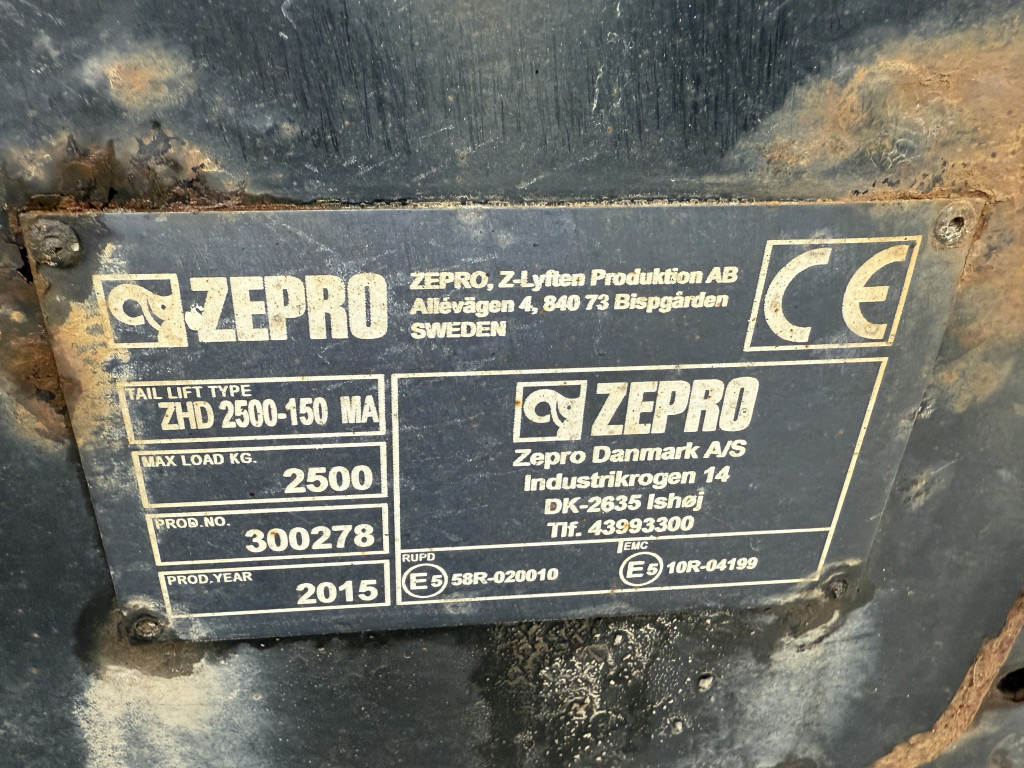 ZEPRO
ZEPRO, Z-Lyften Produktion AB
Allévägen 4, 840 73 Bispgården
SWEDEN
CE
TAIL LIFT TYPE
ZHD 2500-150 MA
MAX LOAD KG.
2500
PROD.NO.
300278
PROD.YEAR
2015
ZEPRO
Zepro Danmark A/S
Industrikrogen 14
DK-2635 Ishøj
Tlf. 43993300
RUPD
E5 58R-020010
EMC
E5 10R-04199